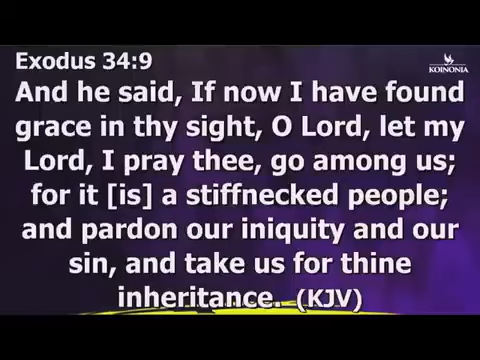 Exodus 34:9
KOINONIA
And he said, If now I have found
grace in thy sight, O Lord, let my
Lord, I pray thee, go among us;
for it [is] a stiffnecked people;
and pardon our iniquity and our
sin, and take us for thine
inheritance. (KJV)